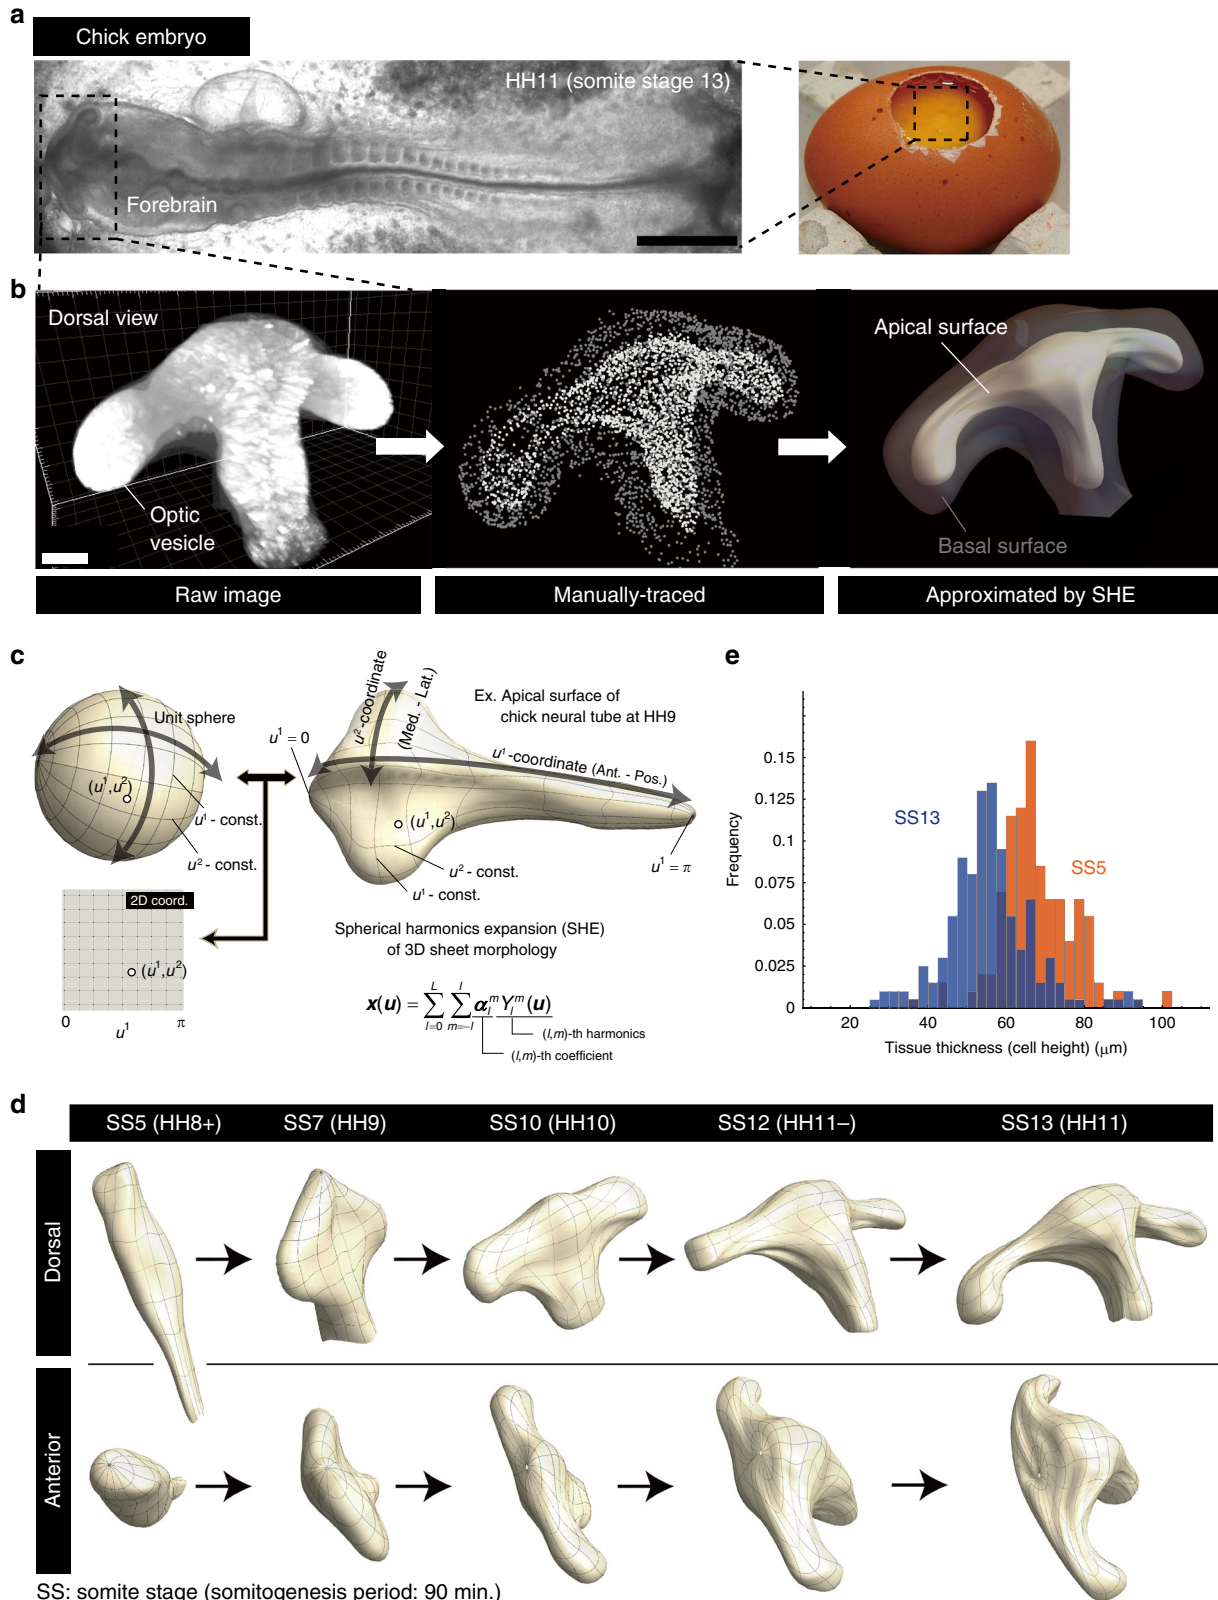 a
Chick embryo
HH11 (somite stage 13)
Forebrain
b
Dorsal view
Optic
vesicle
Apical surface
Basal surface
Raw image
Manually-traced
Approximated by SHE
c
Unit sphere
(u¹,u²)
u¹- const.
u²- const.
2D coord.
(u¹,u²)
0
u¹
π
u¹ = 0
u²-coordinate
(Med. - Lat.)
Ex. Apical surface of
chick neural tube at HH9
u¹-coordinate (Ant. - Pos.)
(u¹,u²)
u²- const.
u¹- const.
u¹ = π
Spherical harmonics expansion (SHE)
of 3D sheet morphology
x(u) = ∑_{l=0}^{L} ∑_{m=−l}^{l} α_l^m Y_l^m(u)
(l,m)-th harmonics
(l,m)-th coefficient
e
Frequency
0.15
0.125
0.1
0.075
0.05
0.025
0
SS13
SS5
20 40 60 80 100
Tissue thickness (cell height) (μm)
d
SS5 (HH8+) SS7 (HH9) SS10 (HH10) SS12 (HH11–) SS13 (HH11)
Dorsal
Anterior
SS: somite stage (somitogenesis period: 90 min.)